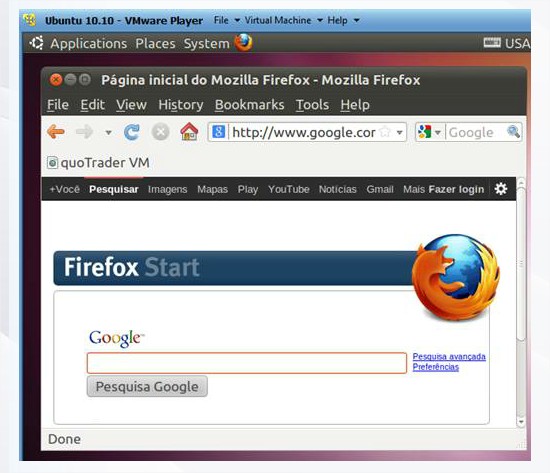 Ubuntu 10.10 - VMware Player File Virtual Machine Help
Applications Places System USA
Página inicial do Mozilla Firefox - Mozilla Firefox
File Edit View History Bookmarks Tools Help
http://www.google.cor Google
quoTrader VM
+Você Pesquisar Imagens Mapas Play YouTube Notícias Gmail Mais Fazer login
Firefox Start
Google
Pesquisa avançada
Preferências
Pesquisa Google
Done